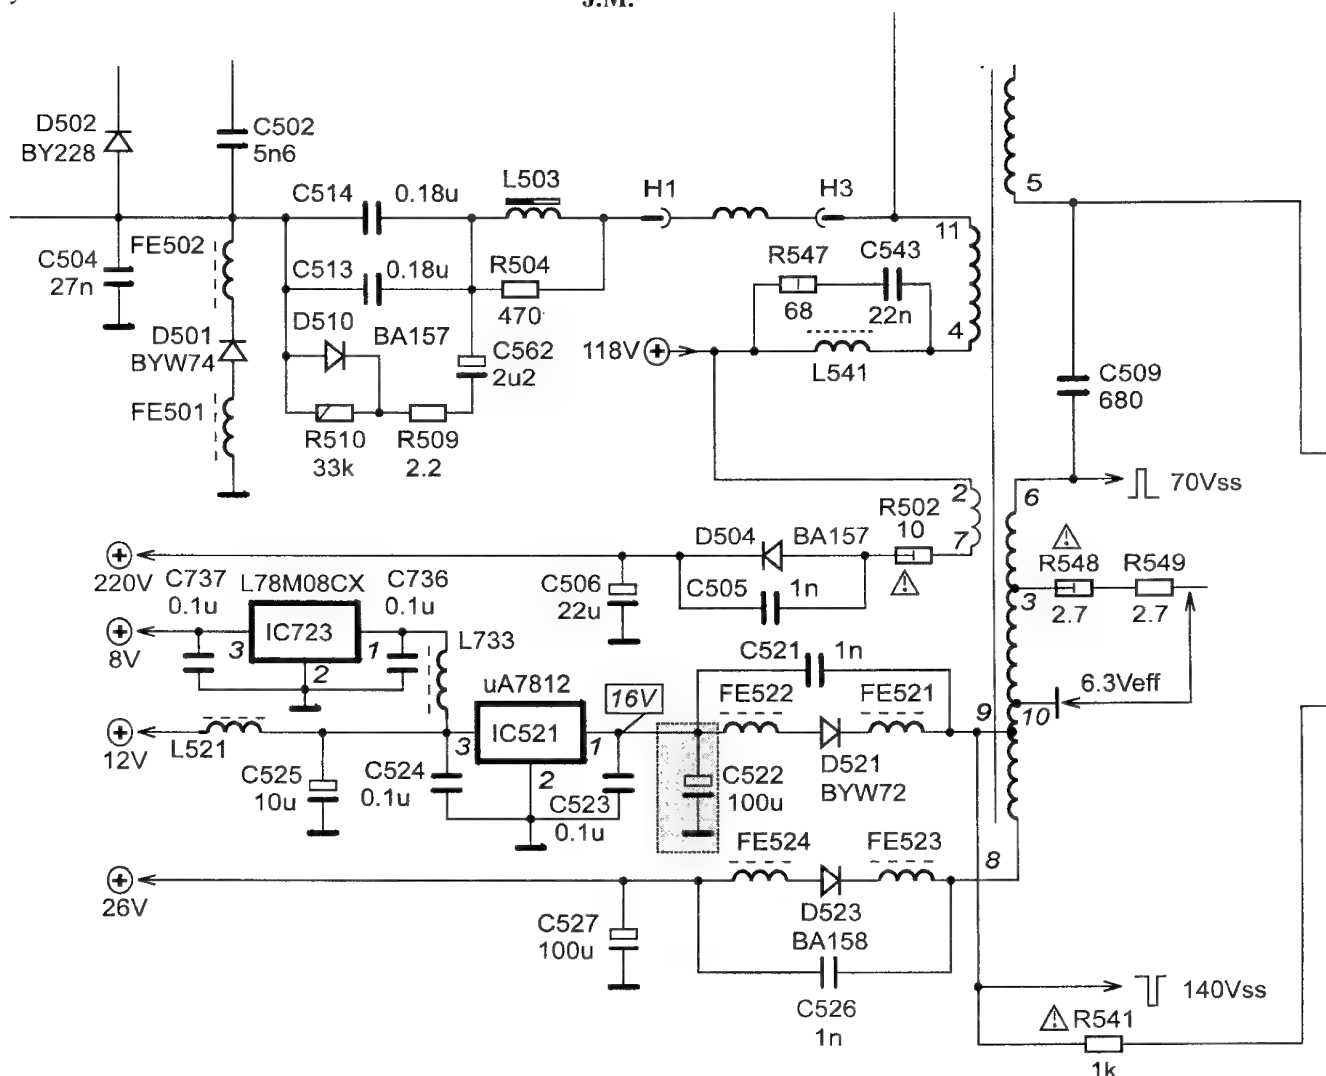 J.M.
D502
BY228
C502
5n6
C514
0.18u
L503
H1
H3
5
FE502
C504
27n
C513
0.18u
R504
470
R547
68
C543
22n
11
4
D510
BA157
D501
BYW74
C562
2u2
118V
L541
C509
680
FE501
R510
33k
R509
2.2
6
70Vss
2
R502
10
7
D504
BA157
220V
C506
22u
C505
1n
R548
2.7
R549
2.7
3
C737
0.1u
L78M08CX
C736
0.1u
8V
3
IC723
1
2
L733
C521
1n
uA7812
16V
FE522
FE521
6.3Veff
9
10
12V
L521
3
IC521
1
2
D521
BYW72
C525
10u
C524
0.1u
C523
0.1u
C522
100u
FE524
FE523
8
26V
D523
BA158
C527
100u
C526
1n
140Vss
R541
1k